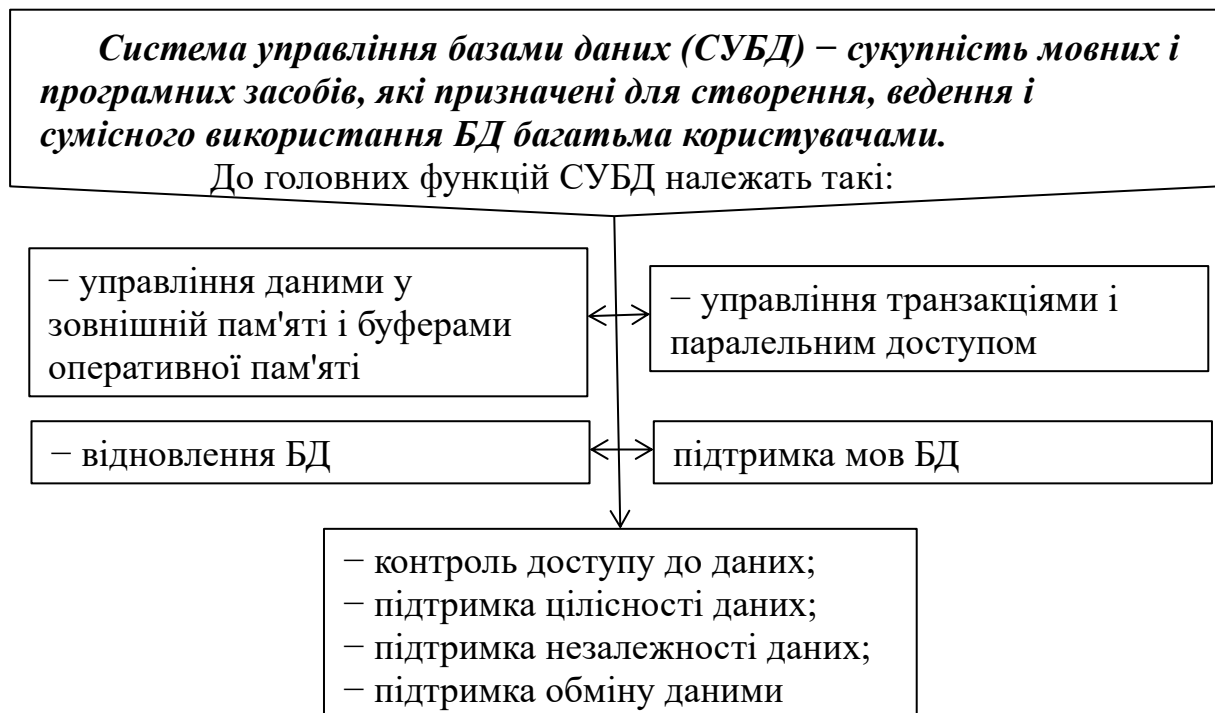 Система управління базами даних (СУБД) − сукупність мовних і
програмних засобів, які призначені для створення, ведення і
сумісного використання БД багатьма користувачами.
До головних функцій СУБД належать такі:
− управління даними у
зовнішній пам'яті і буферами
оперативної пам'яті
− управління транзакціями і
паралельним доступом
− відновлення БД
підтримка мов БД
− контроль доступу до даних;
− підтримка цілісності даних;
− підтримка незалежності даних;
− підтримка обміну даними